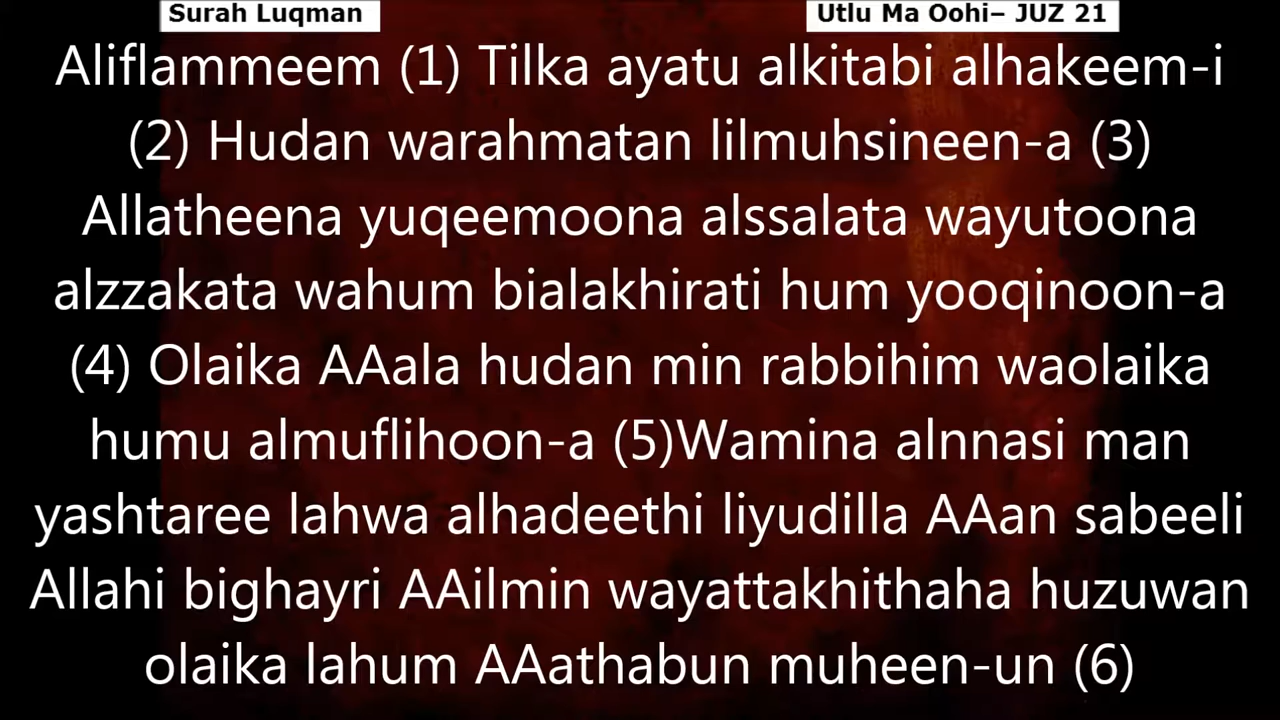 Surah Luqman
Utlu Ma Oohi– JUZ 21
Aliflammeem (1) Tilka ayatu alkitabi alhakeem-i
(2) Hudan warahmatan lilmuhsineen-a (3)
Allatheena yuqeemoona alssalata wayutoona
alzzakata wahum bialakhirati hum yooqinoon-a
(4) Olaika AAala hudan min rabbihim waolaika
humu almuflihoon-a (5)Wamina alnnasi man
yashtaree lahwa alhadeethi liyudilla AAan sabeeli
Allahi bighayri AAilmin wayattakhithaha huzuwan
olaika lahum AAathabun muheen-un (6)